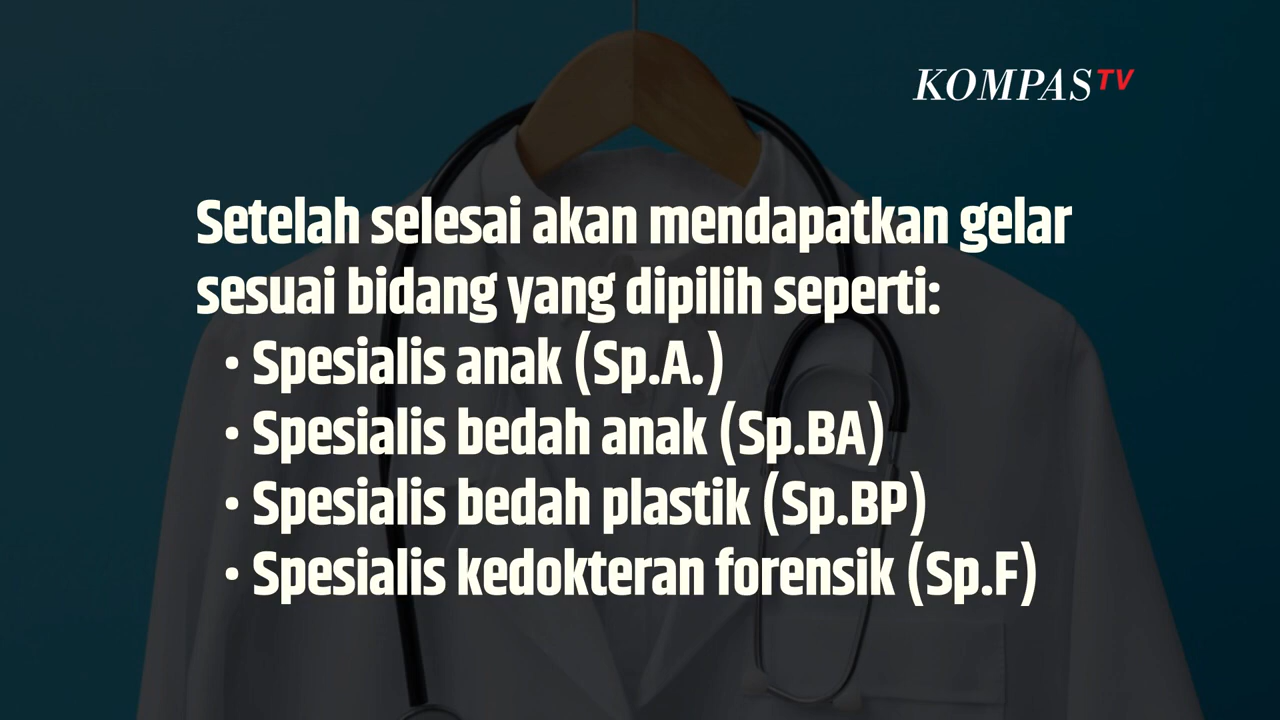 KOMPASTV
Setelah selesai akan mendapatkan gelar
sesuai bidang yang dipilih seperti:
• Spesialis anak (Sp.A.)
• Spesialis bedah anak (Sp.BA)
• Spesialis bedah plastik (Sp.BP)
• Spesialis kedokteran forensik (Sp.F)